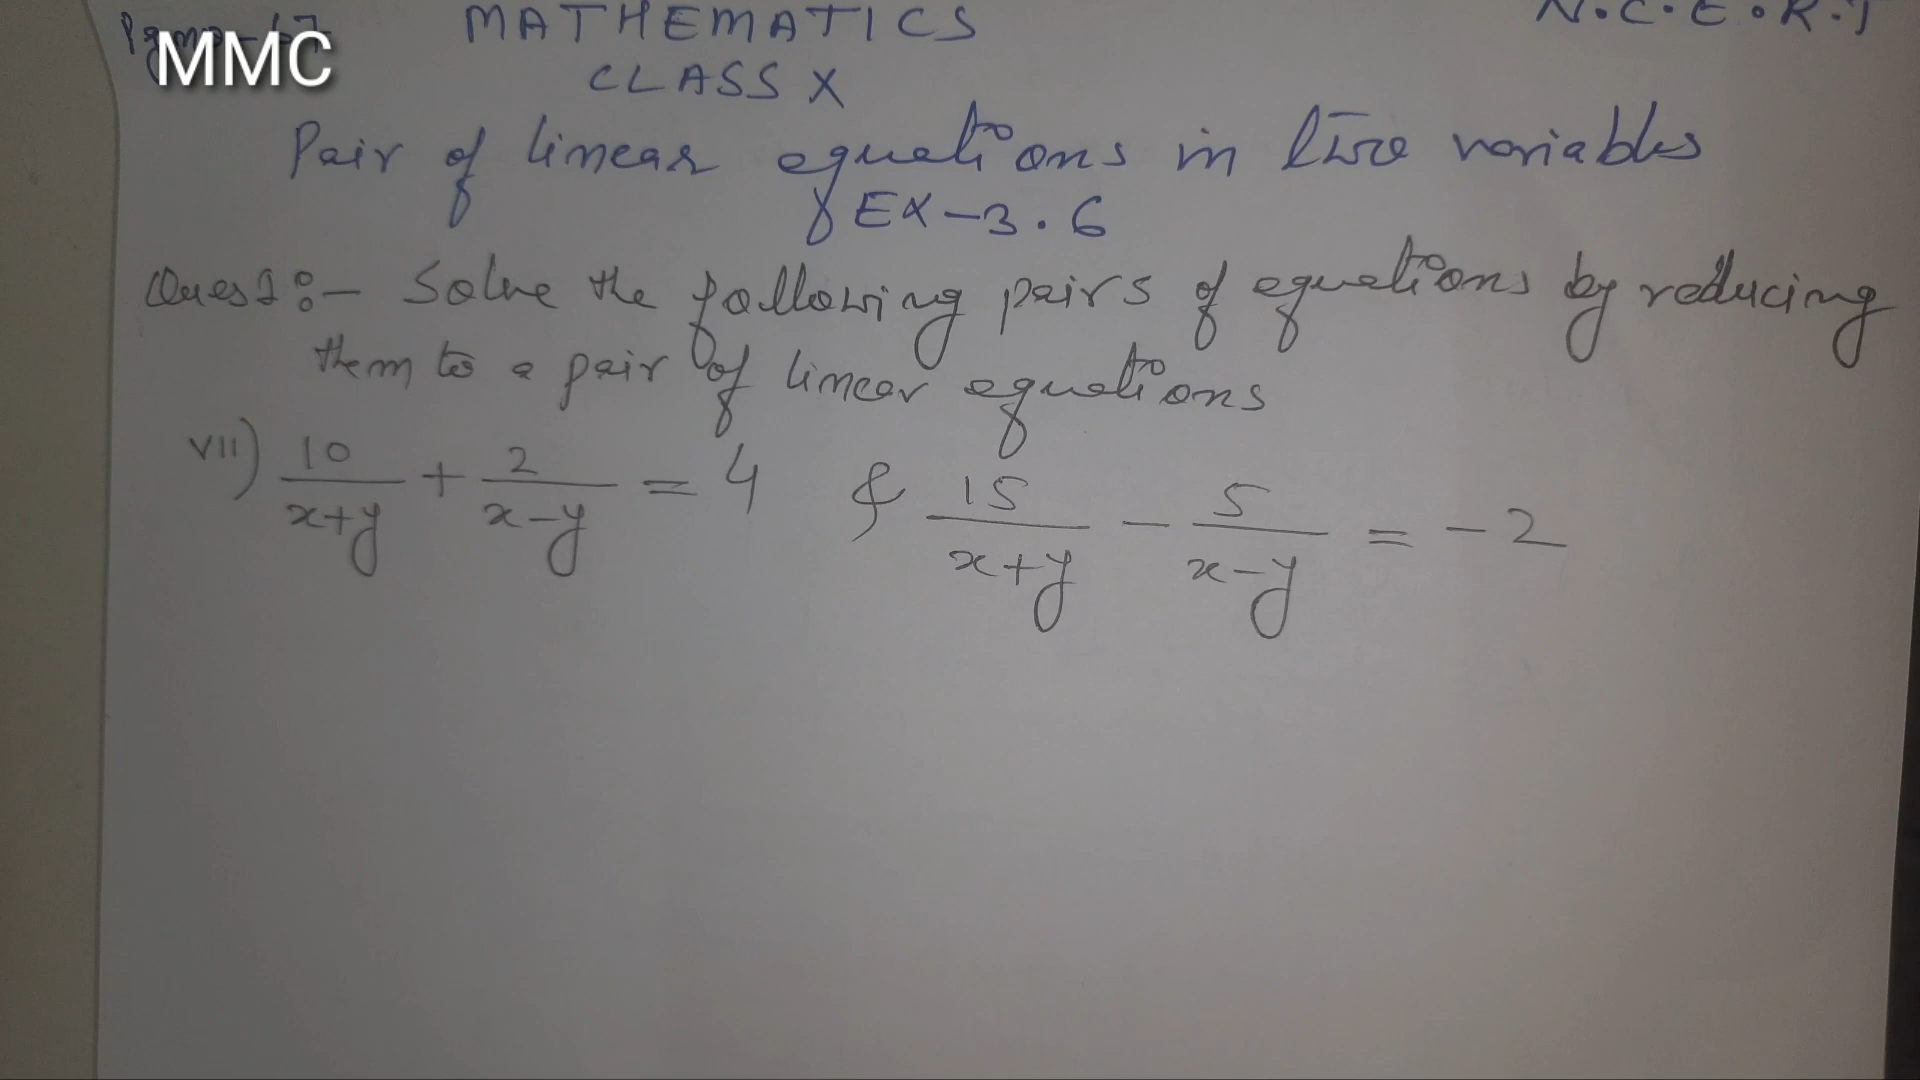 MMC
MATHEMATICS
N.C.E.R.T
CLASS X
Pair of linear equations in two variables
EX-3.6
Ques 1:- Solve the following pairs of equations by reducing
them to a pair of linear equations
VII) 10/(x+y) + 2/(x-y) = 4 & 15/(x+y) - 5/(x-y) = -2